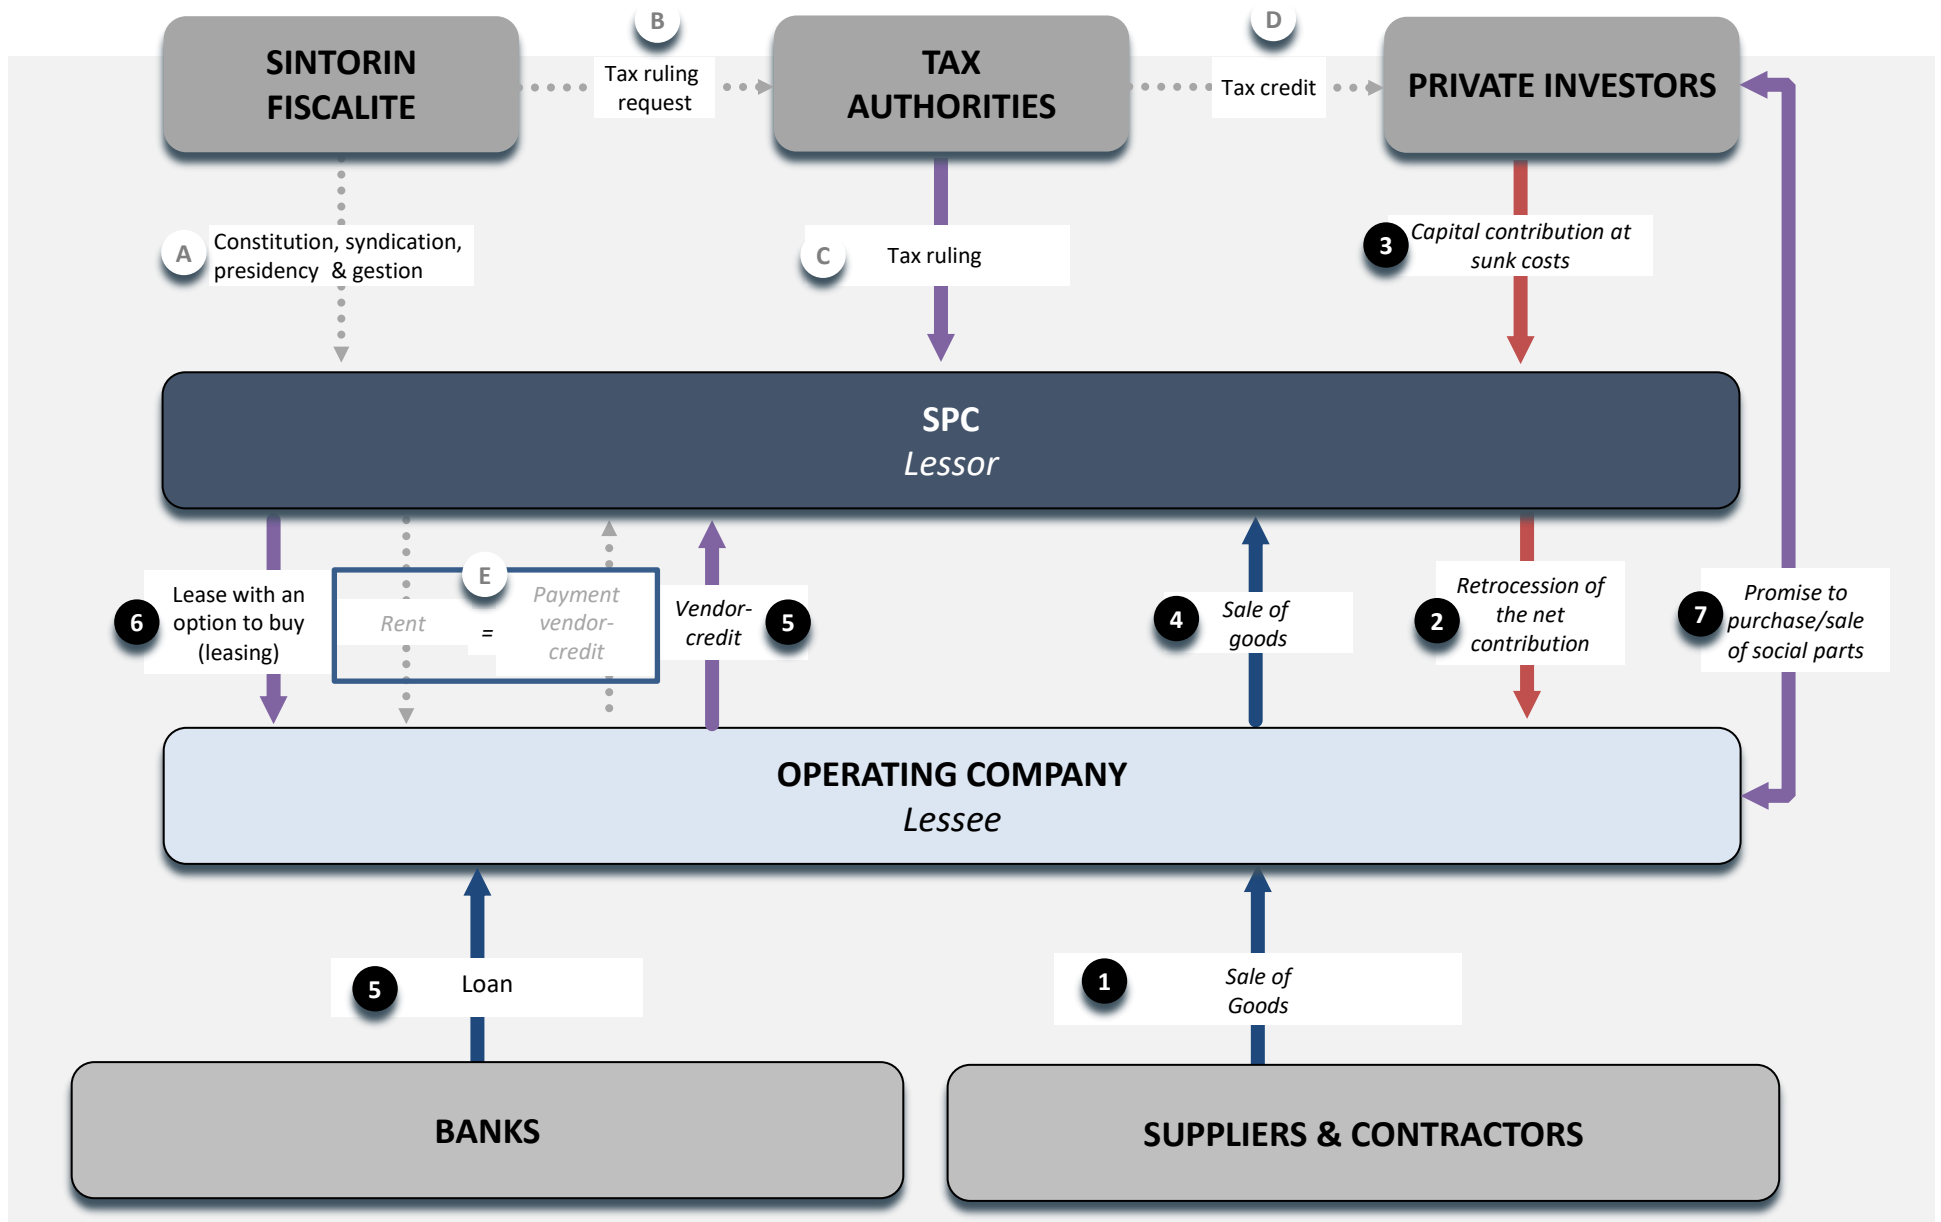 B
D
SINTORIN
FISCALITE
Tax ruling
request
TAX
AUTHORITIES
Tax credit
PRIVATE INVESTORS
A
Constitution, syndication,
presidency & gestion
C
Tax ruling
3
Capital contribution at
sunk costs
SPC
Lessor
6
Lease with an
option to buy
(leasing)
E
Rent
=
Payment
vendor-
credit
Vendor-
credit
5
4
Sale of
goods
2
Retrocession of
the net
contribution
7
Promise to
purchase/sale
of social parts
OPERATING COMPANY
Lessee
5
Loan
1
Sale of
Goods
BANKS
SUPPLIERS & CONTRACTORS